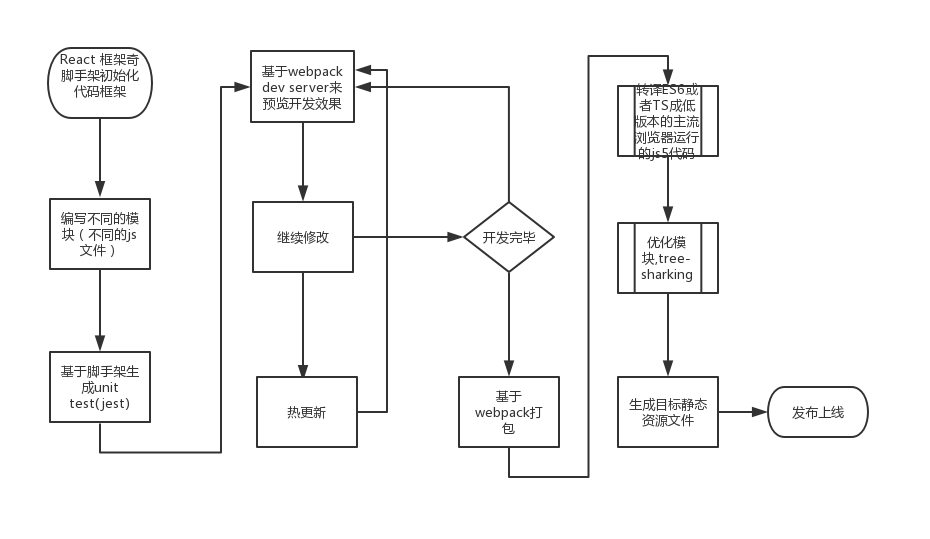 React 框架奇
脚手架初始化
代码框架
编写不同的模
块（不同的js
文件）
基于脚手架生
成unit
test(jest)
基于webpack
dev server来
预览开发效果
继续修改
热更新
开发完毕
基于
webpack打
包
转译ES6或
者TS成低
版本的主流
浏览器运行
的js5代码
优化模
块,tree-
sharking
生成目标静态
资源文件
发布上线